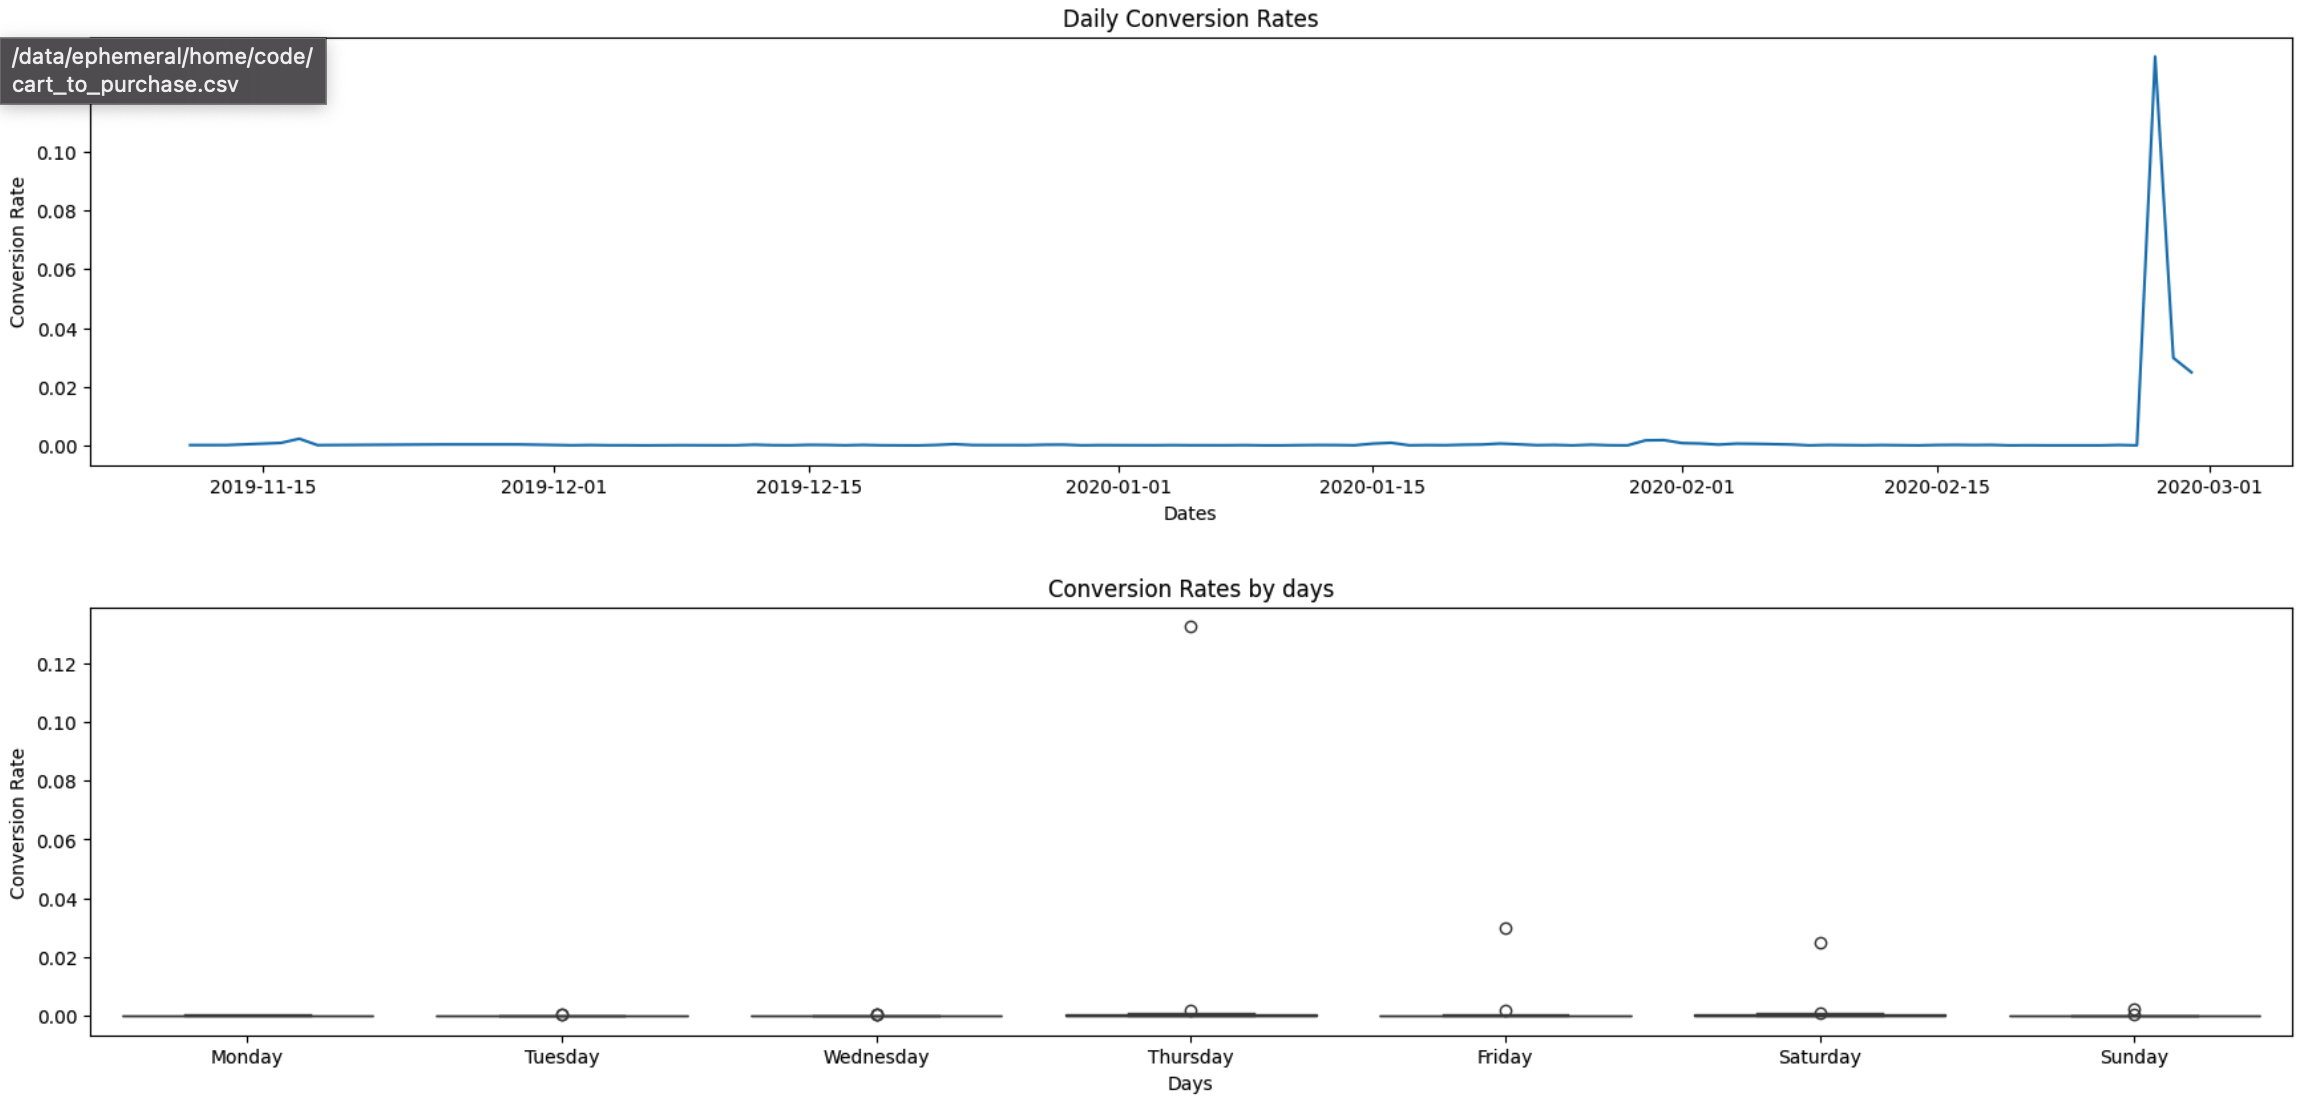 Daily Conversion Rates
/data/ephemeral/home/code/
cart_to_purchase.csv
Conversion Rate
0.10
0.08
0.06
0.04
0.02
0.00
2019-11-15 2019-12-01 2019-12-15 2020-01-01 2020-01-15 2020-02-01 2020-02-15 2020-03-01
Dates
Conversion Rates by days
Conversion Rate
0.12
0.10
0.08
0.06
0.04
0.02
0.00
Monday Tuesday Wednesday Thursday Friday Saturday Sunday
Days